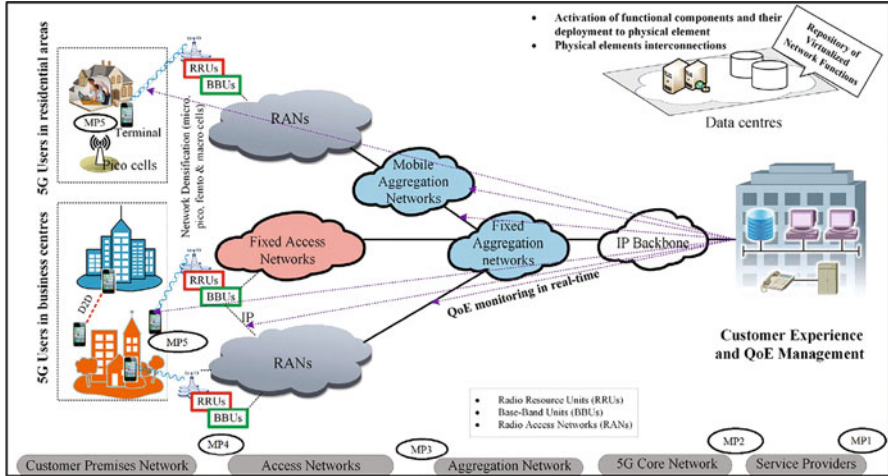 • Activation of functional components and their
deployment to physical element
• Physical elements interconnections
Repository of
Virtualized
Network Functions
Data centres
5G Users in residential areas
RRUs
BBUs
MP5
Terminal
Pico cells
Network Densification (micro,
pico, femto & macro cells)
RANs
Mobile
Aggregation
Networks
5G Users in business centres
D2D
MP5
RRUs
BBUs
IP
Fixed Access
Networks
Fixed
Aggregation
networks
IP Backbone
QoE monitoring in real-time
RANs
RRUs
BBUs
Customer Experience
and QoE Management
• Radio Resource Units (RRUs)
• Base-Band Units (BBUs)
• Radio Access Networks (RANs)
MP4
MP3
MP2
MP1
Customer Premises Network
Access Networks
Aggregation Network
5G Core Network
Service Providers